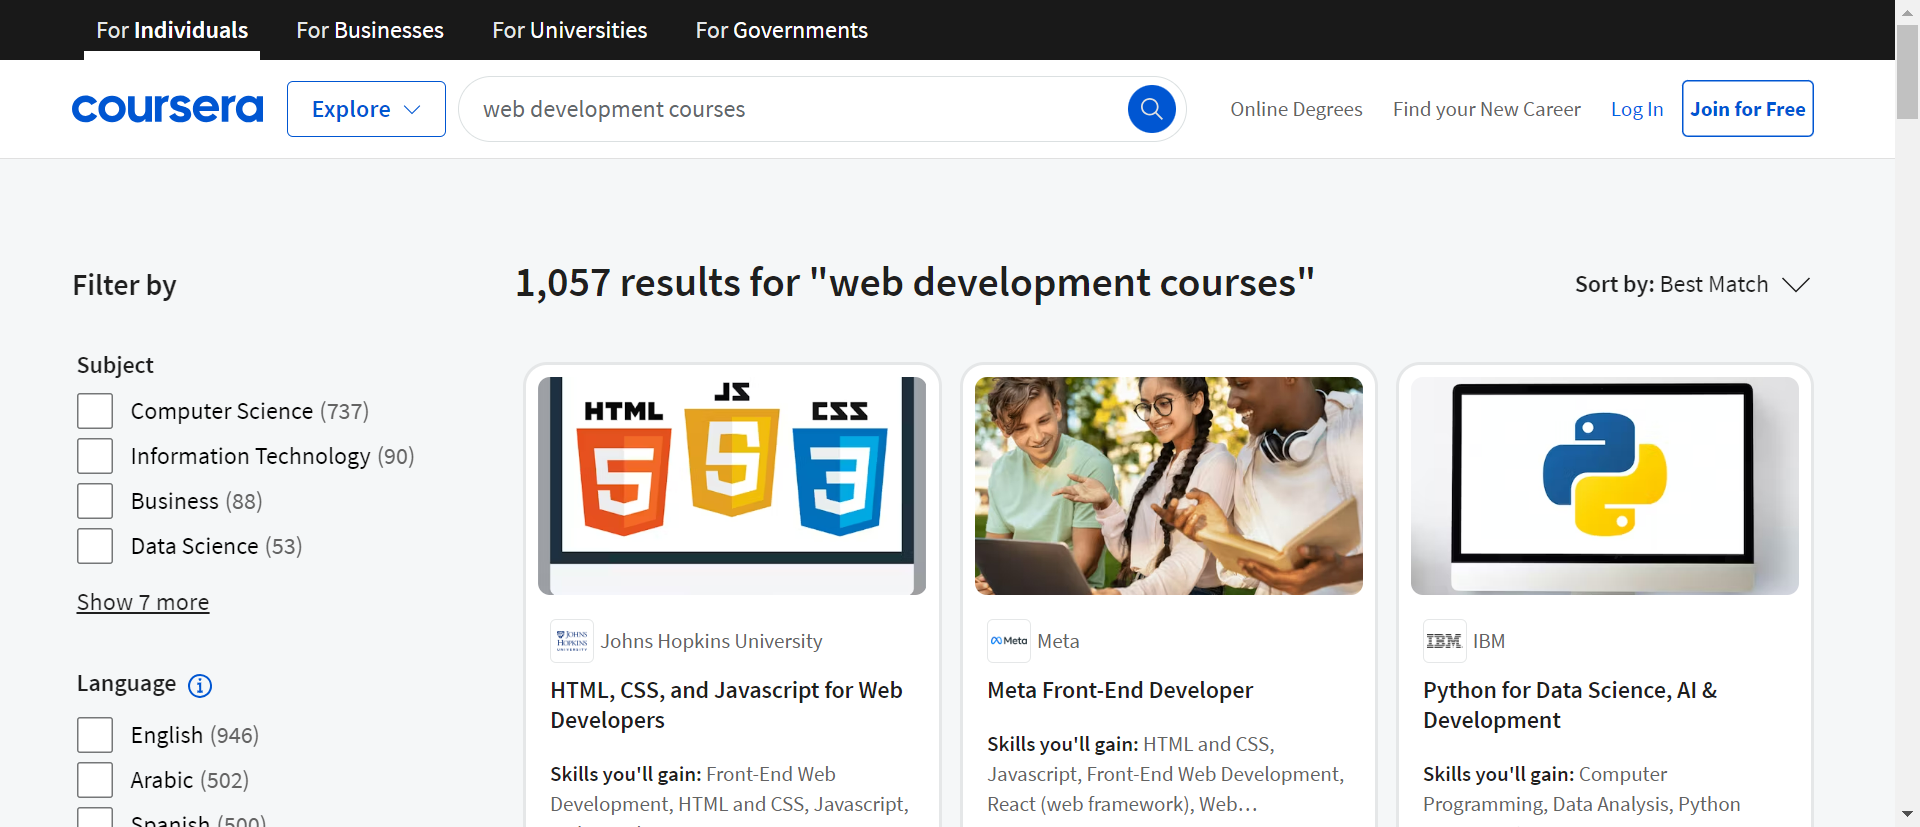 For Individuals
For Businesses
For Universities
For Governments
coursera
Explore
web development courses
Online Degrees
Find your New Career
Log In
Join for Free
Filter by
1,057 results for "web development courses"
Sort by: Best Match
Subject
Computer Science (737)
Information Technology (90)
Business (88)
Data Science (53)
Show 7 more
Language
English (946)
Arabic (502)
Spanish (500)
HTML
JS
CSS
JOHNS
HOPKINS
UNIVERSITY
Johns Hopkins University
HTML, CSS, and Javascript for Web
Developers
Skills you'll gain: Front-End Web
Development, HTML and CSS, Javascript,
Meta
Meta
Meta Front-End Developer
Skills you'll gain: HTML and CSS,
Javascript, Front-End Web Development,
React (web framework), Web...
IBM
IBM
Python for Data Science, AI &
Development
Skills you'll gain: Computer
Programming, Data Analysis, Python